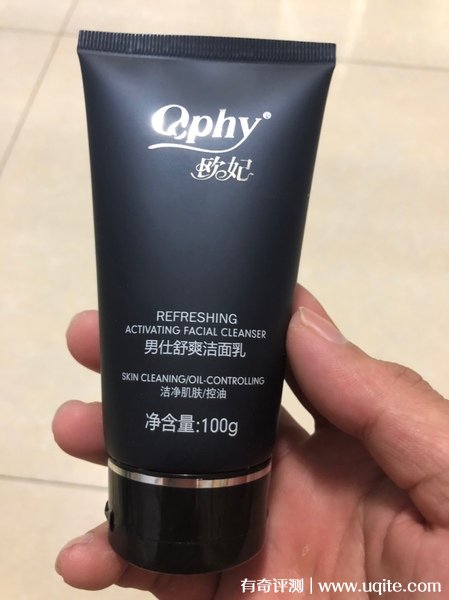 Ocphy®
欧妃
REFRESHING
ACTIVATING FACIAL CLEANSER
男仕舒爽洁面乳
SKIN CLEANING/OIL-CONTROLLING
洁净肌肤/控油
净含量:100g
有奇评测 | www.uqite.com